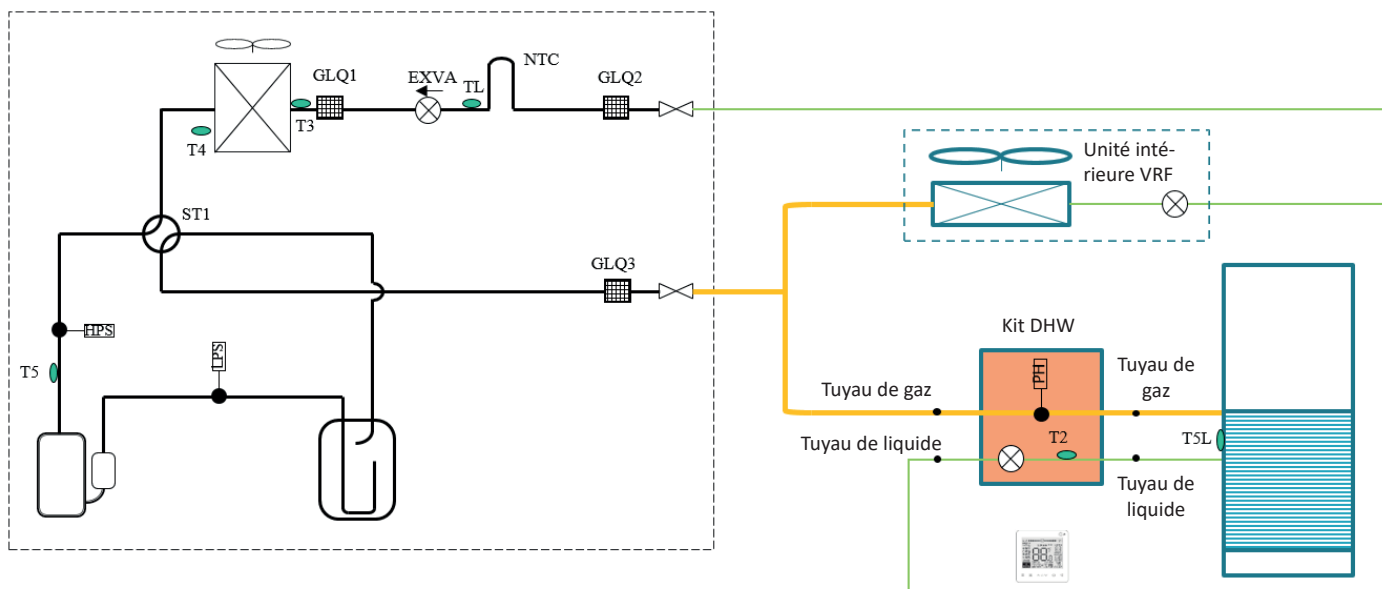 NTC
GLQ1
EXVA
TL
GLQ2
T3
T4
Unité inté-
rieure VRF
ST1
GLQ3
HPS
Kit DHW
LPS
T5
PH
Tuyau de
gaz
Tuyau de gaz
T2
T5L
Tuyau de liquide
Tuyau de
liquide
88